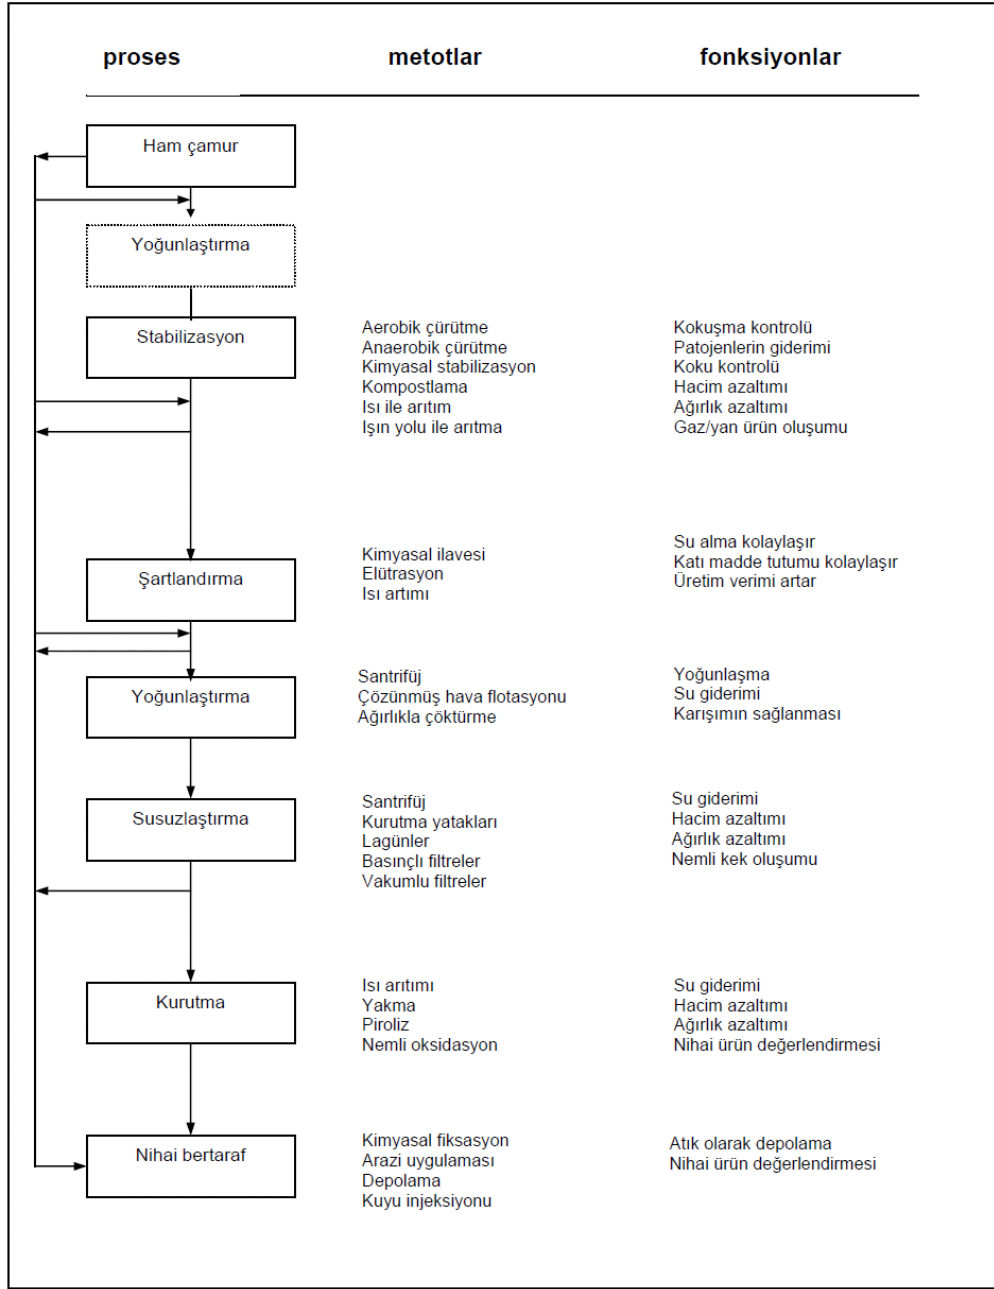 proses metotlar fonksiyonlar
Ham çamur
Yoğunlaştırma
Stabilizasyon
Aerobik çürütme
Anaerobik çürütme
Kimyasal stabilizasyon
Kompostlama
Isı ile arıtım
Işın yolu ile arıtma
Kokuşma kontrolü
Patojenlerin giderimi
Koku kontrolü
Hacim azaltımı
Ağırlık azaltımı
Gaz/yan ürün oluşumu
Şartlandırma
Kimyasal ilavesi
Elütrasyon
Isı artımı
Su alma kolaylaşır
Katı madde tutumu kolaylaşır
Üretim verimi artar
Yoğunlaştırma
Santrifüj
Çözünmüş hava flotasyonu
Ağırlıkla çöktürme
Yoğunlaşma
Su giderimi
Karışımın sağlanması
Susuzlaştırma
Santrifüj
Kurutma yatakları
Lagünler
Basınçlı filtreler
Vakumlu filtreler
Su giderimi
Hacim azaltımı
Ağırlık azaltımı
Nemli kek oluşumu
Kurutma
Isı arıtımı
Yakma
Piroliz
Nemli oksidasyon
Su giderimi
Hacim azaltımı
Ağırlık azaltımı
Nihai ürün değerlendirmesi
Nihai bertaraf
Kimyasal fiksasyon
Arazi uygulaması
Depolama
Kuyu injeksiyonu
Atık olarak depolama
Nihai ürün değerlendirmesi